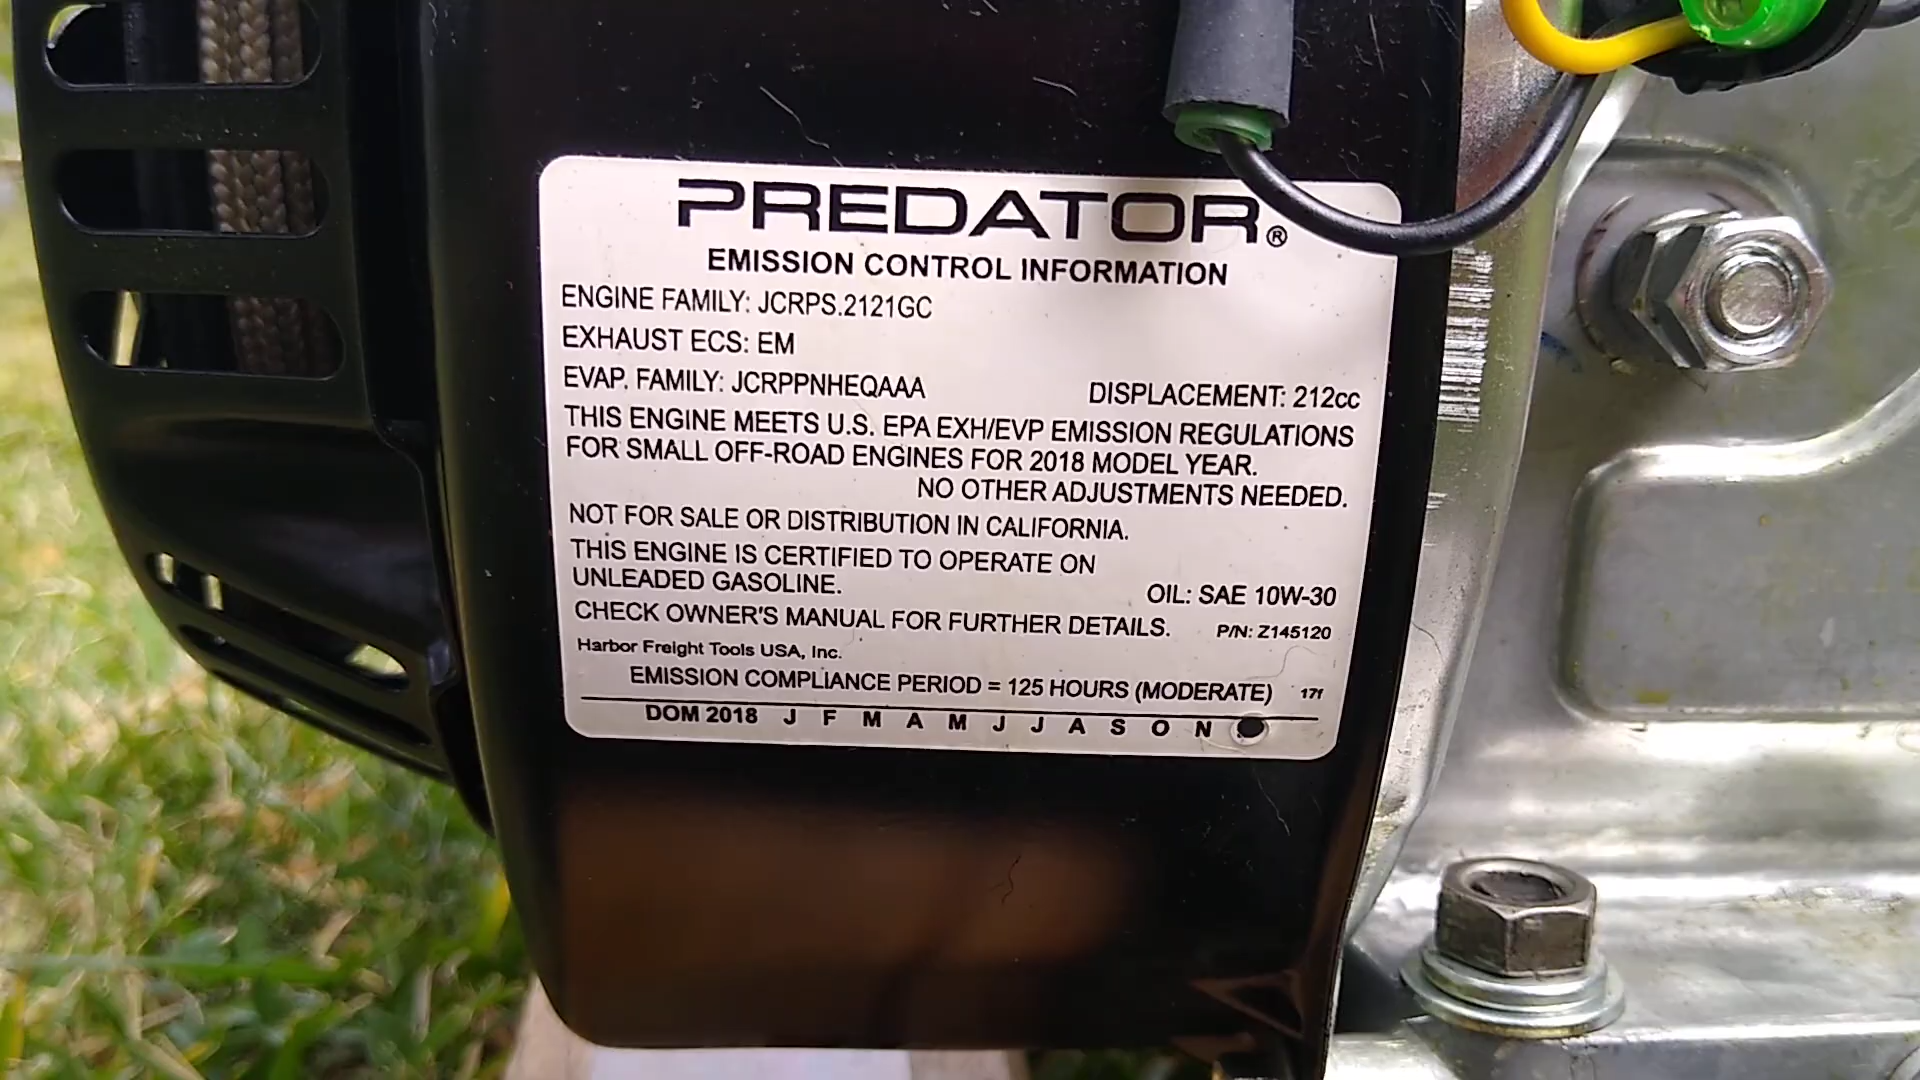 PREDATOR®
EMISSION CONTROL INFORMATION
ENGINE FAMILY: JCRPS.2121GC
EXHAUST ECS: EM
EVAP. FAMILY: JCRPPNHEQAAA DISPLACEMENT: 212cc
THIS ENGINE MEETS U.S. EPA EXH/EVP EMISSION REGULATIONS
FOR SMALL OFF-ROAD ENGINES FOR 2018 MODEL YEAR.
NO OTHER ADJUSTMENTS NEEDED.
NOT FOR SALE OR DISTRIBUTION IN CALIFORNIA.
THIS ENGINE IS CERTIFIED TO OPERATE ON
UNLEADED GASOLINE. OIL: SAE 10W-30
CHECK OWNER'S MANUAL FOR FURTHER DETAILS. P/N: Z145120
Harbor Freight Tools USA, Inc.
EMISSION COMPLIANCE PERIOD = 125 HOURS (MODERATE) 17f
DOM 2018 J F M A M J J A S O N